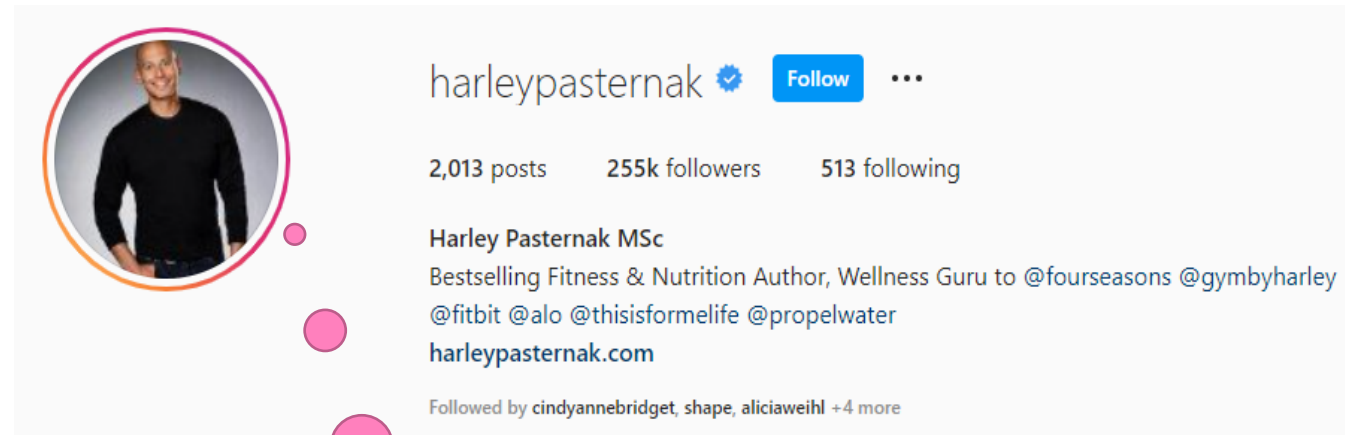 harleypasternak Follow
2,013 posts 255k followers 513 following
Harley Pasternak MSc
Bestselling Fitness & Nutrition Author, Wellness Guru to @fourseasons @gymbyharley
@fitbit @alo @thisisformelife @propelwater
harleypasternak.com
Followed by cindyannebridget, shape, aliciaweihl +4 more